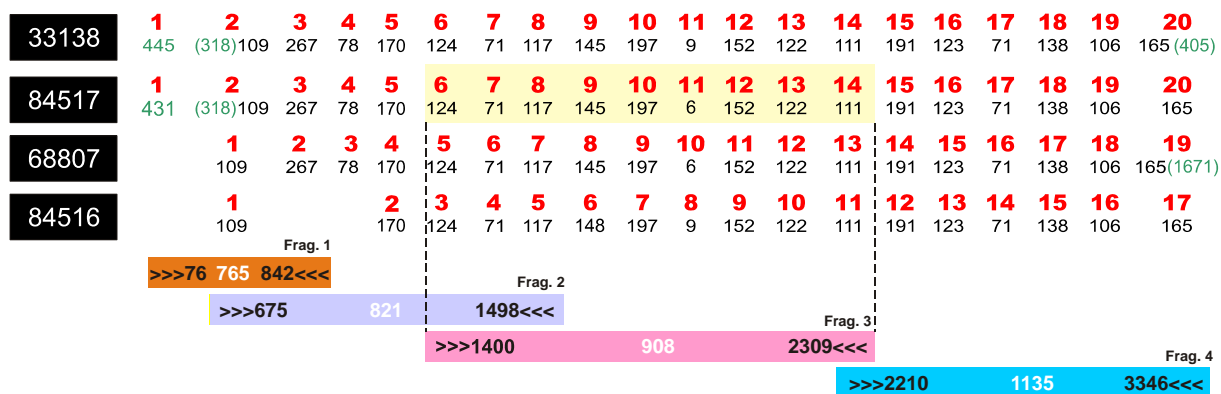 33138 1 2 3 4 5 6 7 8 9 10 11 12 13 14 15 16 17 18 19 20
445 (318)109 267 78 170 124 71 117 145 197 9 152 122 111 191 123 71 138 106 165 (405)
84517 1 2 3 4 5 6 7 8 9 10 11 12 13 14 15 16 17 18 19 20
431 (318)109 267 78 170 124 71 117 145 197 6 152 122 111 191 123 71 138 106 165
68807 1 2 3 4 5 6 7 8 9 10 11 12 13 14 15 16 17 18 19
109 267 78 170 124 71 117 145 197 6 152 122 111 191 123 71 138 106 165(1671)
84516 1 2 3 4 5 6 7 8 9 10 11 12 13 14 15 16 17
109 170 124 71 117 148 197 9 152 122 111 191 123 71 138 106 165
Frag. 1
>>>76 765 842<<<
Frag. 2
>>>675 821 1498<<<
Frag. 3
>>>1400 908 2309<<<
Frag. 4
>>>2210 1135 3346<<<